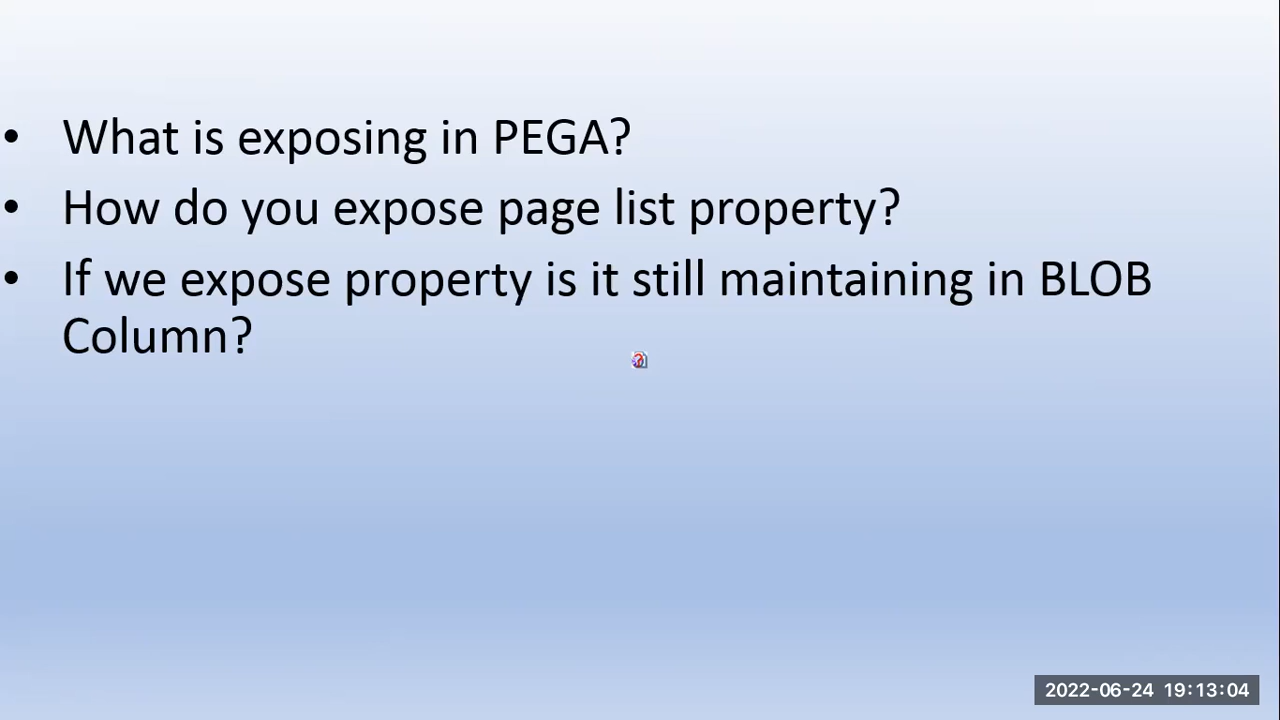 • What is exposing in PEGA?
• How do you expose page list property?
• If we expose property is it still maintaining in BLOB
Column?
2022-06-24 19:13:04